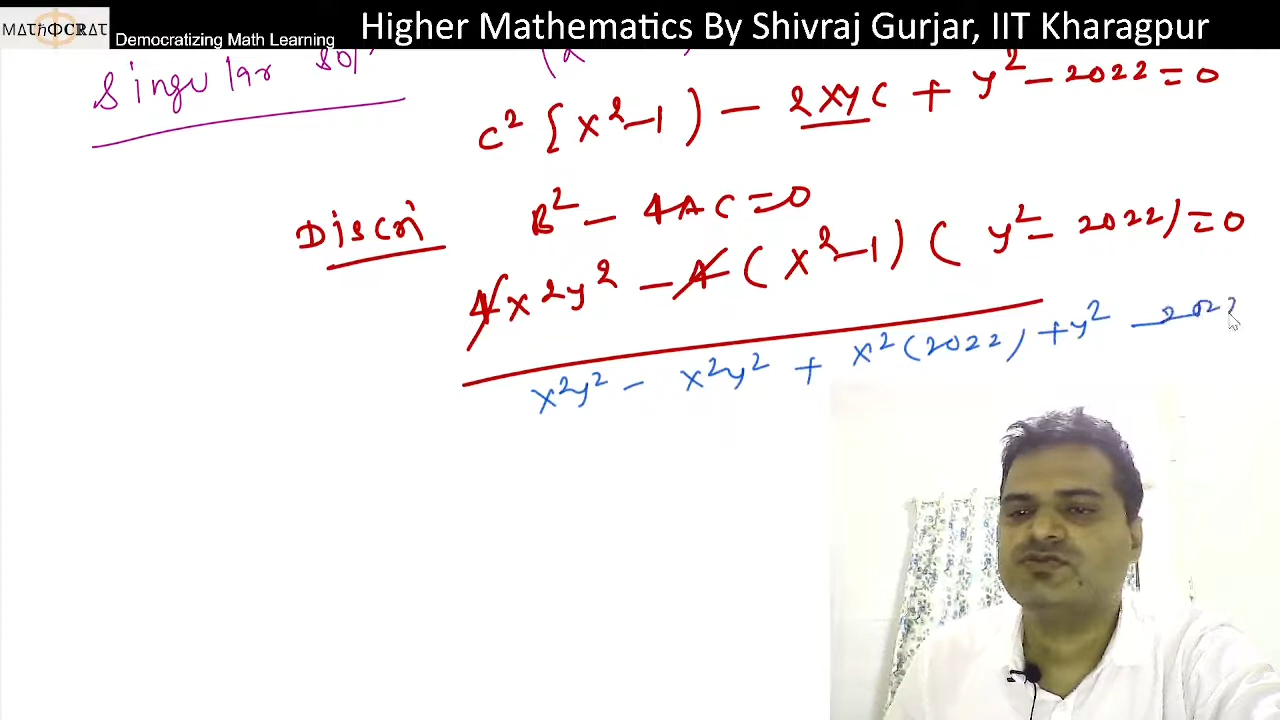 MΔTħΦCRΔT
Democratizing Math Learning
Higher Mathematics By Shivraj Gurjar, IIT Kharagpur
Singular
c² [x²-1) - 2xyc + y² - 2022 = 0
Discri B² - 4AC = 0
4x²y² - 4(x²-1)(y² - 2022) = 0
x²y² - x²y² + x²(2022) + y² - 2022